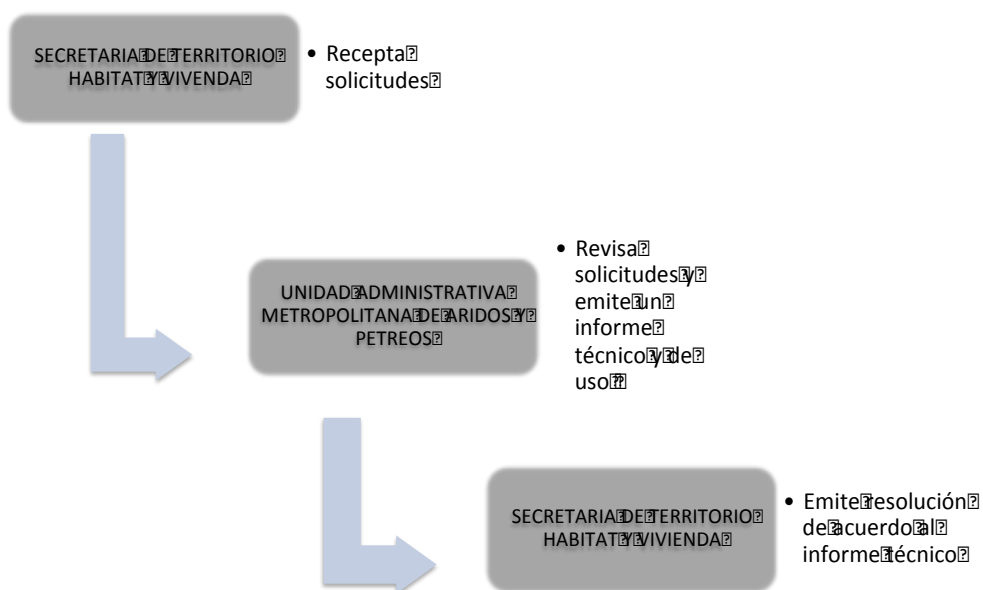 SECRETARIA DE TERRITORIO
HABITAT Y VIVENDA
• Recepta
solicitudes
UNIDAD ADMINISTRATIVA
METROPOLITANA DE ARIDOS Y
PETREOS
• Revisa
solicitudes y
emite un
informe
técnico y de
uso
SECRETARIA DE TERRITORIO
HABITAT Y VIVIENDA
• Emite resolución
de acuerdo al
informe técnico